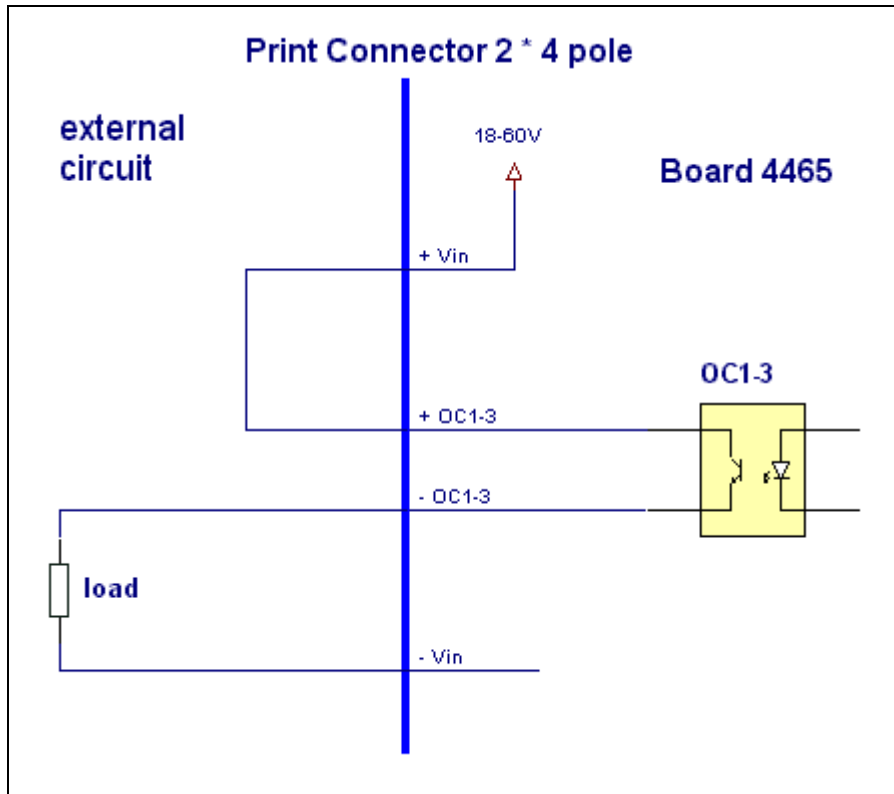 Print Connector 2 * 4 pole
external
circuit
18-60V
Board 4465
+ Vin
OC1-3
+ OC1-3
- OC1-3
load
- Vin